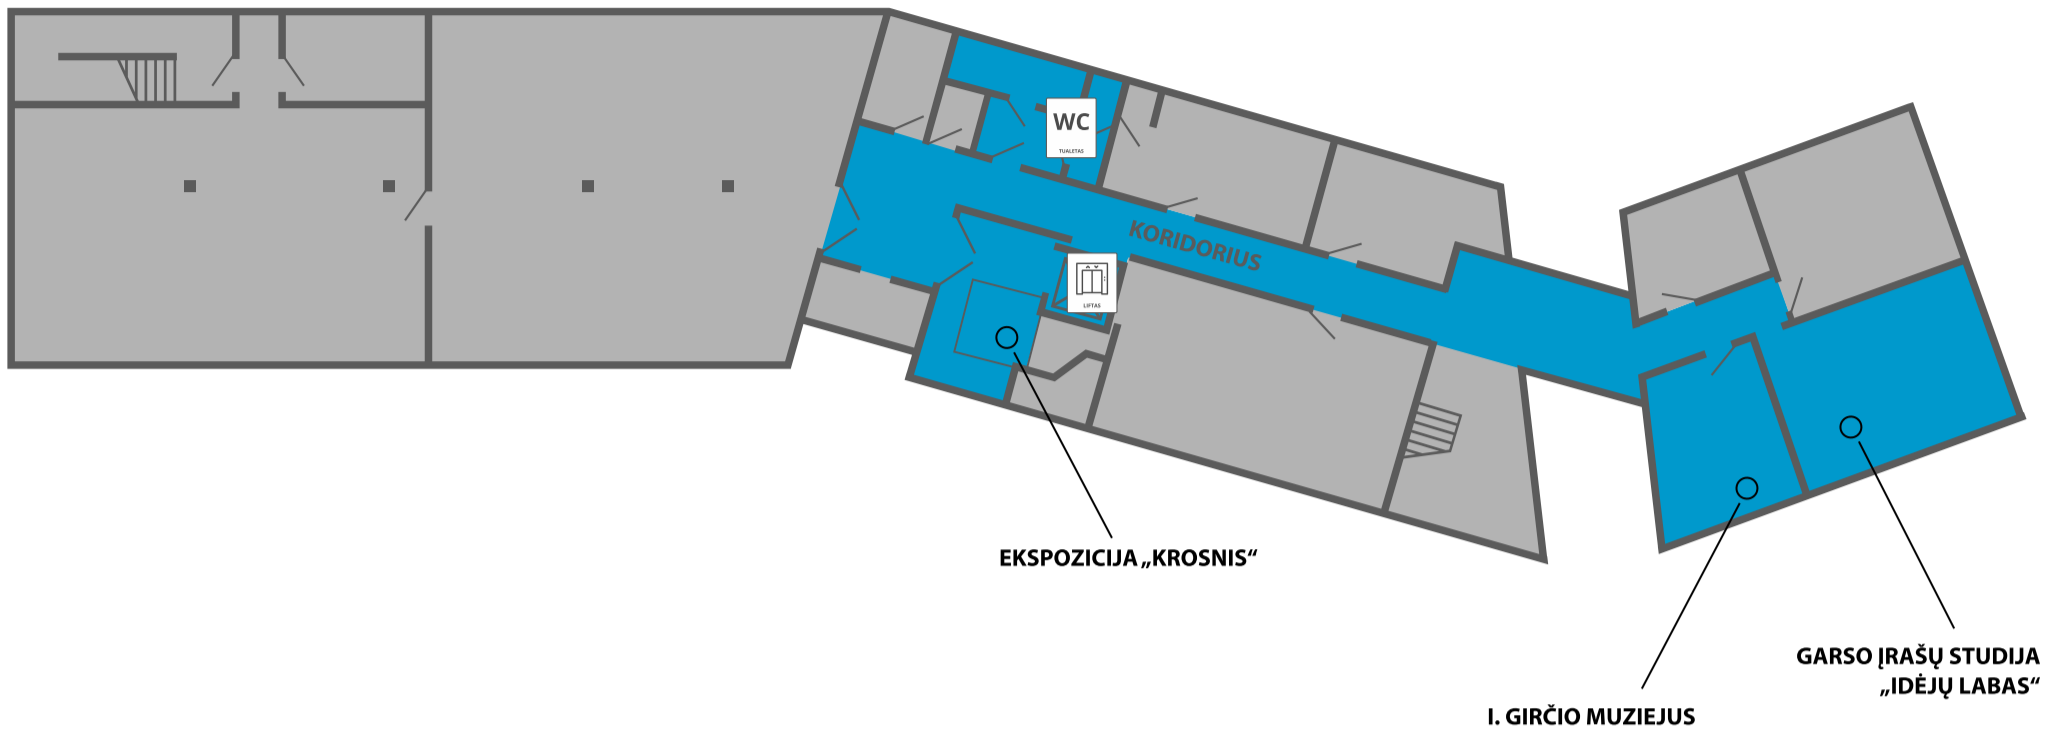 WC
TUALETAS
KORIDORIUS
LIFTAS
EKSPOZICIJA „KROSNIS“
GARSO ĮRAŠŲ STUDIJA
„IDĖJŲ LABAS“
I. GIRČIO MUZIEJUS